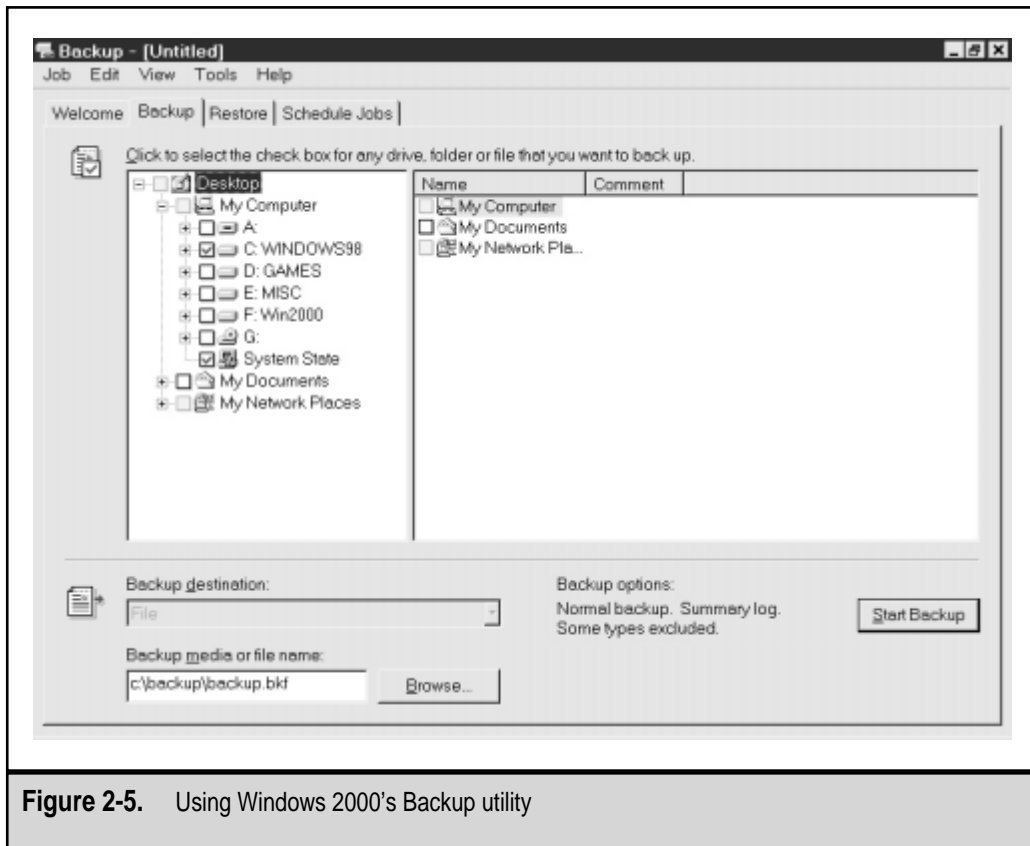 Backup - [Untitled]
Job Edit View Tools Help
Welcome Backup Restore Schedule Jobs
Click to select the check box for any drive, folder or file that you want to back up.
Desktop
My Computer
A:
C: WINDOWS98
D: GAMES
E: MISC
F: Win2000
G:
System State
My Documents
My Network Places
Name Comment
My Computer
My Documents
My Network Pla...
Backup destination:
File
Backup media or file name:
c:\backup\backup.bkf
Browse...
Backup options:
Normal backup. Summary log.
Some types excluded.
Start Backup
Figure 2-5. Using Windows 2000's Backup utility